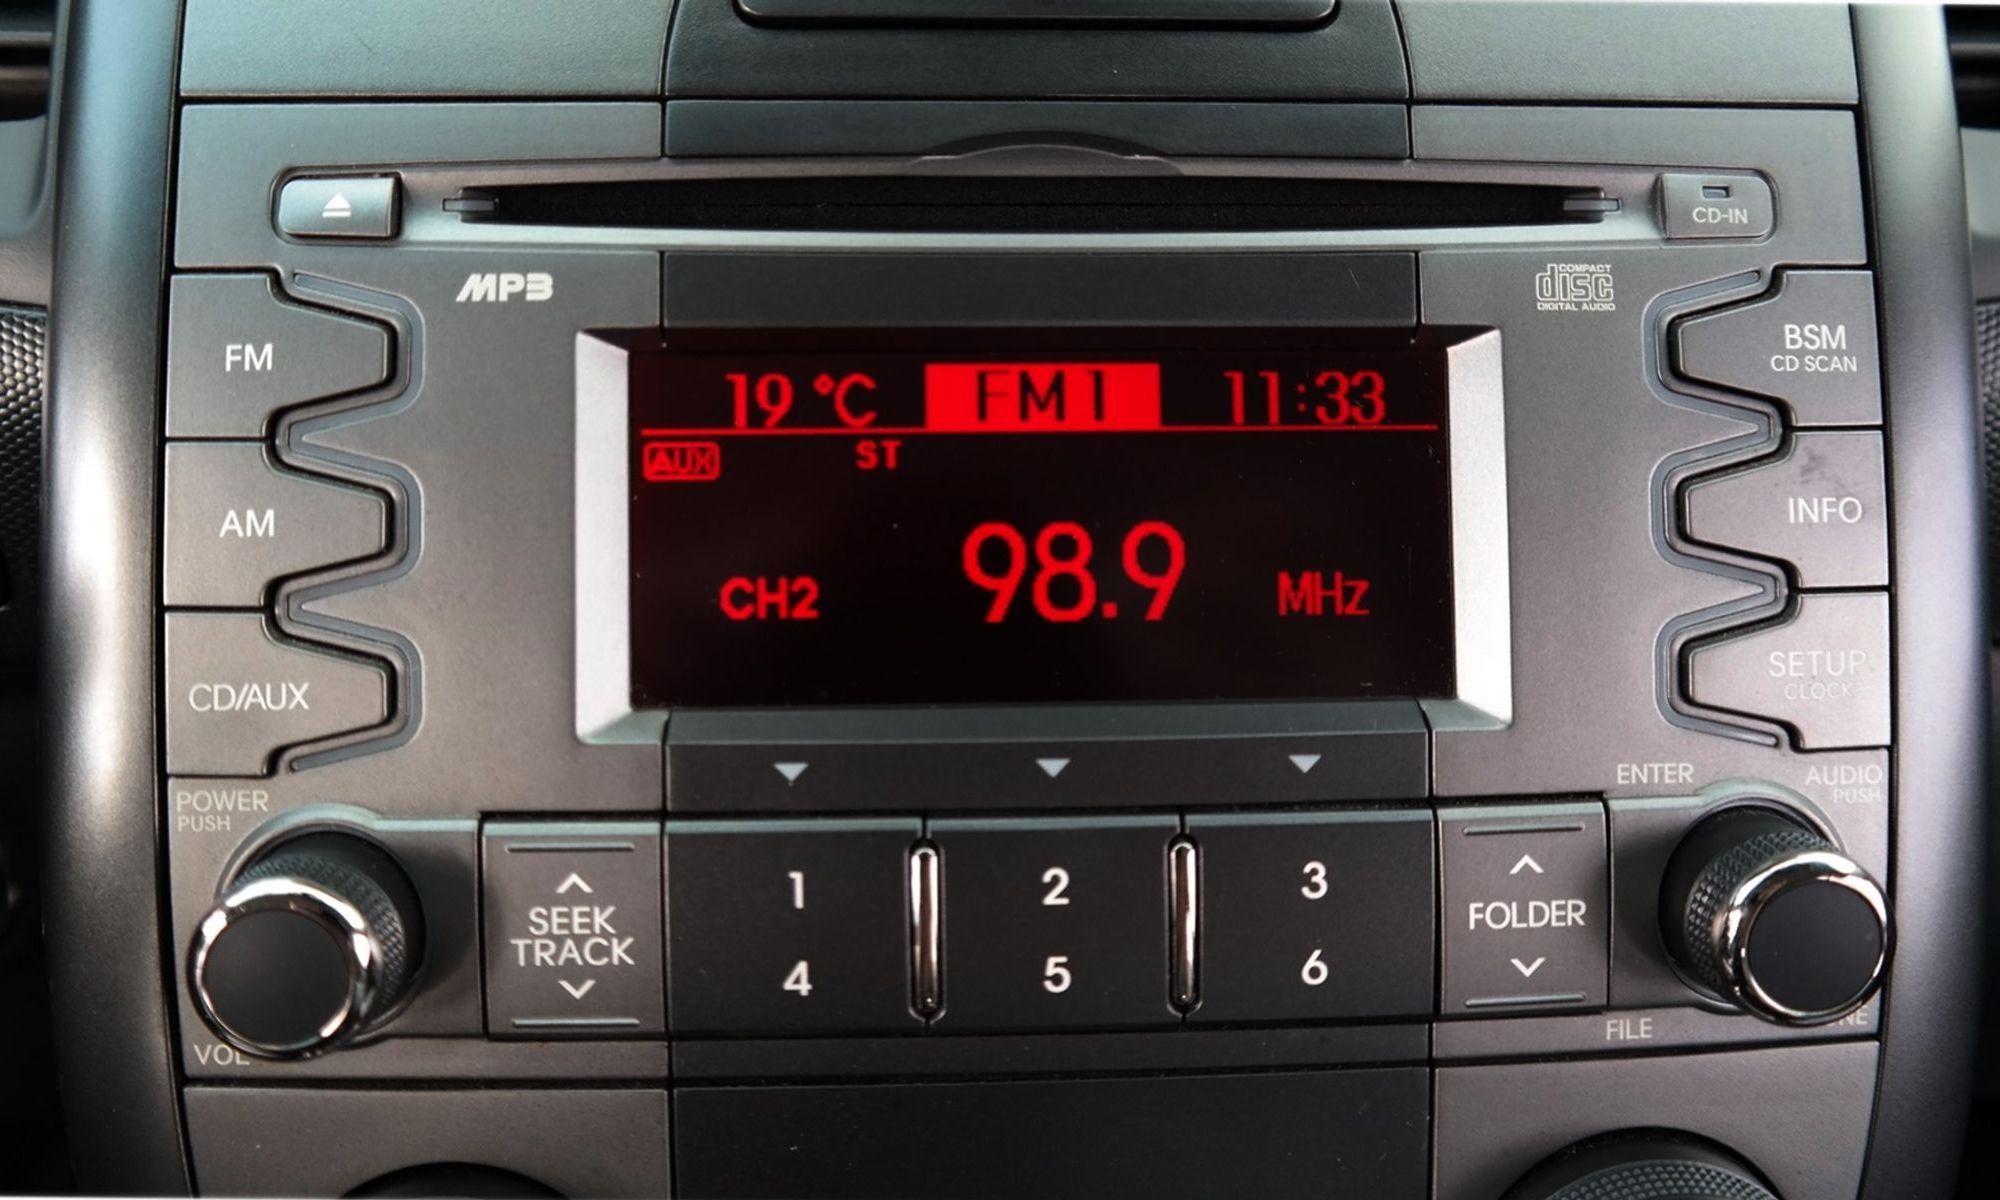 CD-IN
MP3
COMPACT
disc
DIGITAL AUDIO
FM
AM
CD/AUX
19 °C FM1 11:33
AUX ST
CH2 98.9 MHz
BSM
CD SCAN
INFO
SETUP
CLOCK
POWER
PUSH
VOL
SEEK
TRACK
1 2 3
4 5 6
FOLDER
ENTER
AUDIO
PUSH
FILE